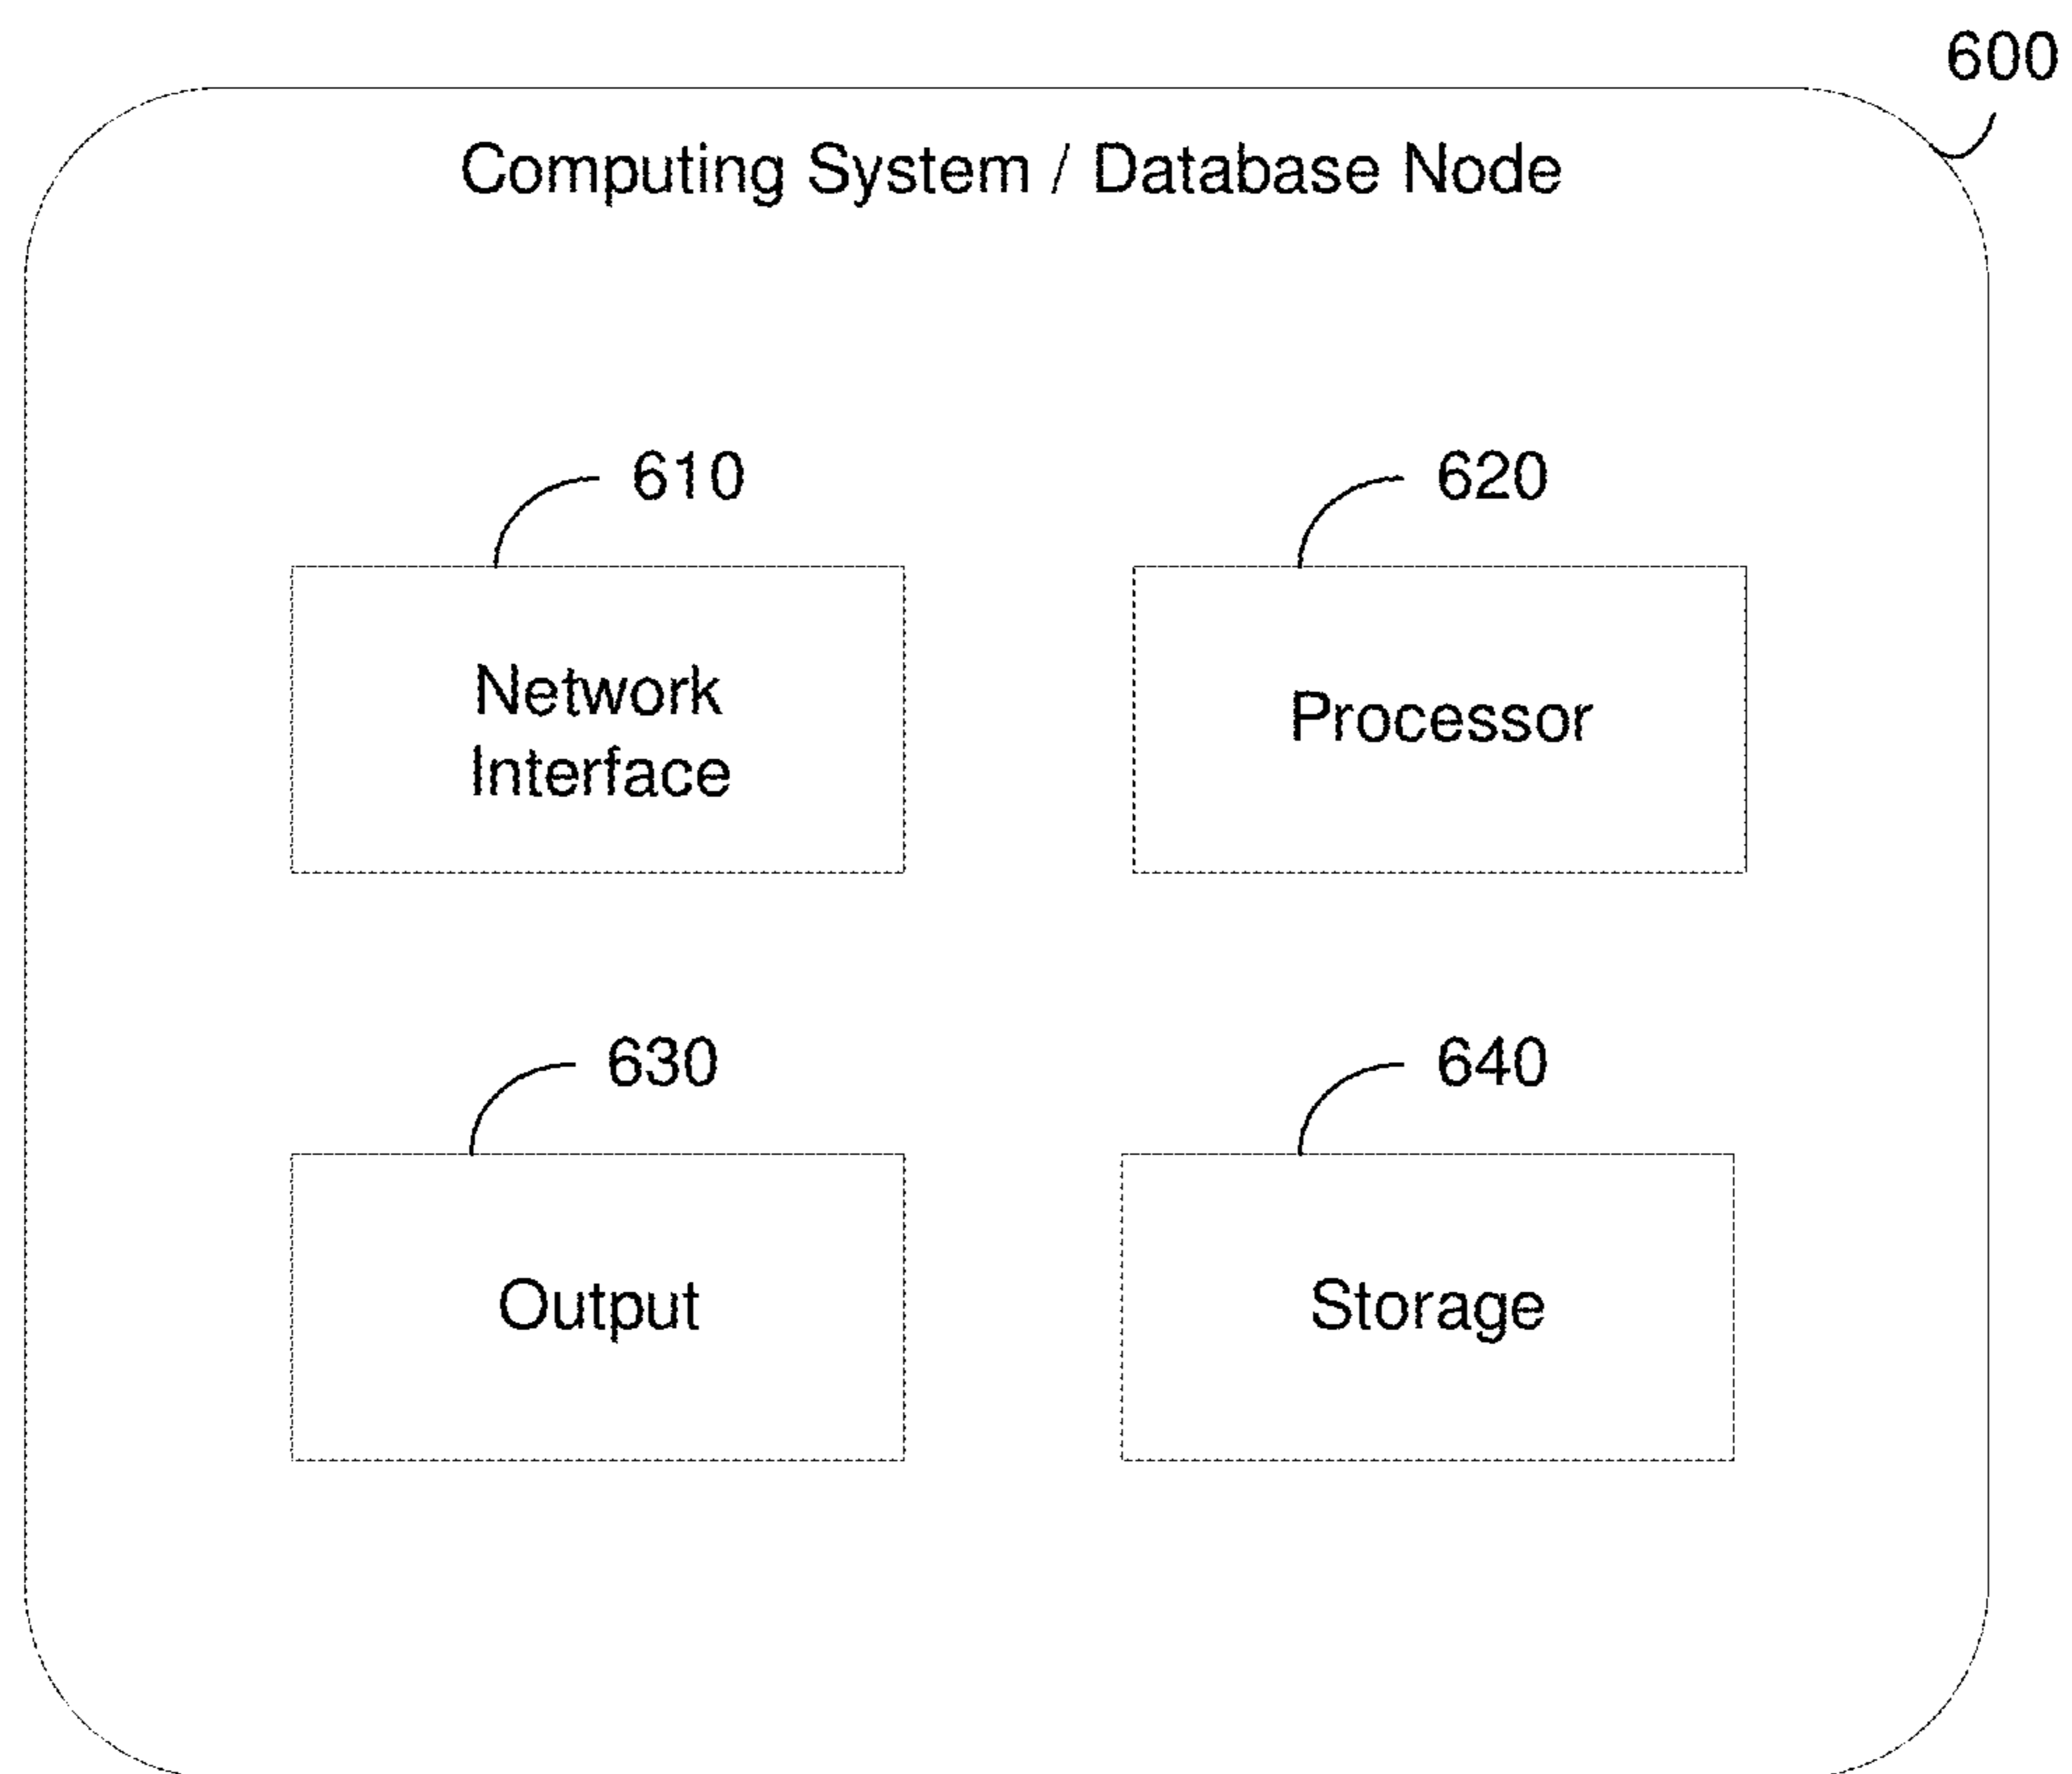 600
Computing System / Database Node
610
620
Network
Interface
Processor
630
640
Output
Storage